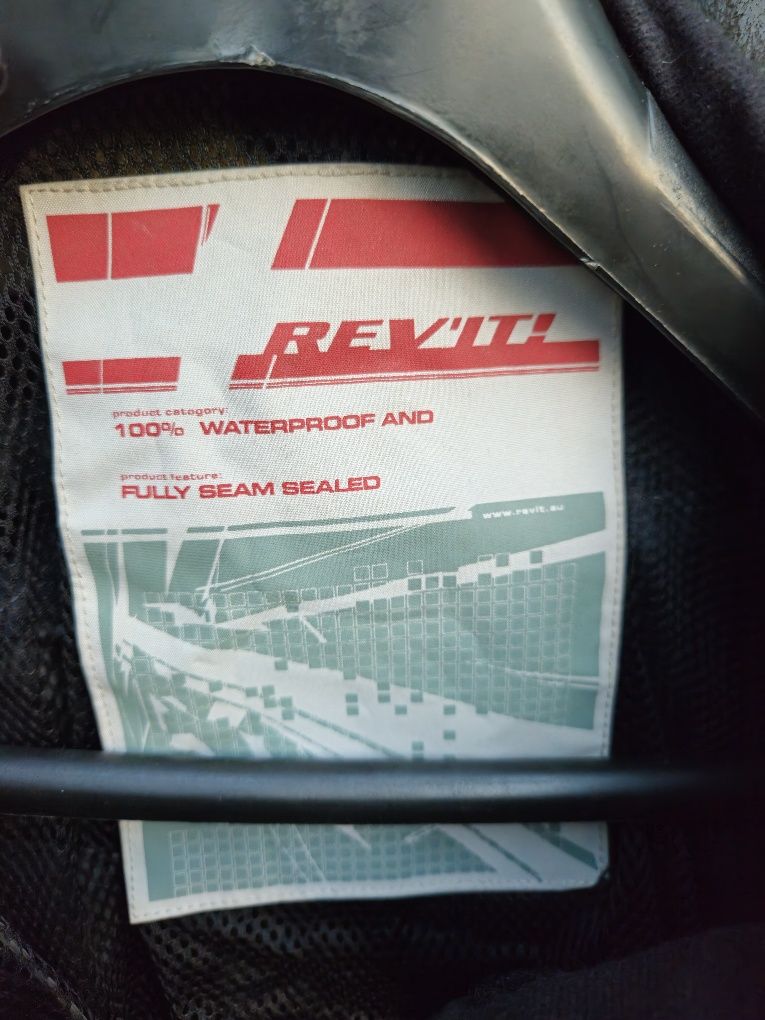 REV'IT!
product category:
100% WATERPROOF AND
product feature:
FULLY SEAM SEALED
www.revit.eu